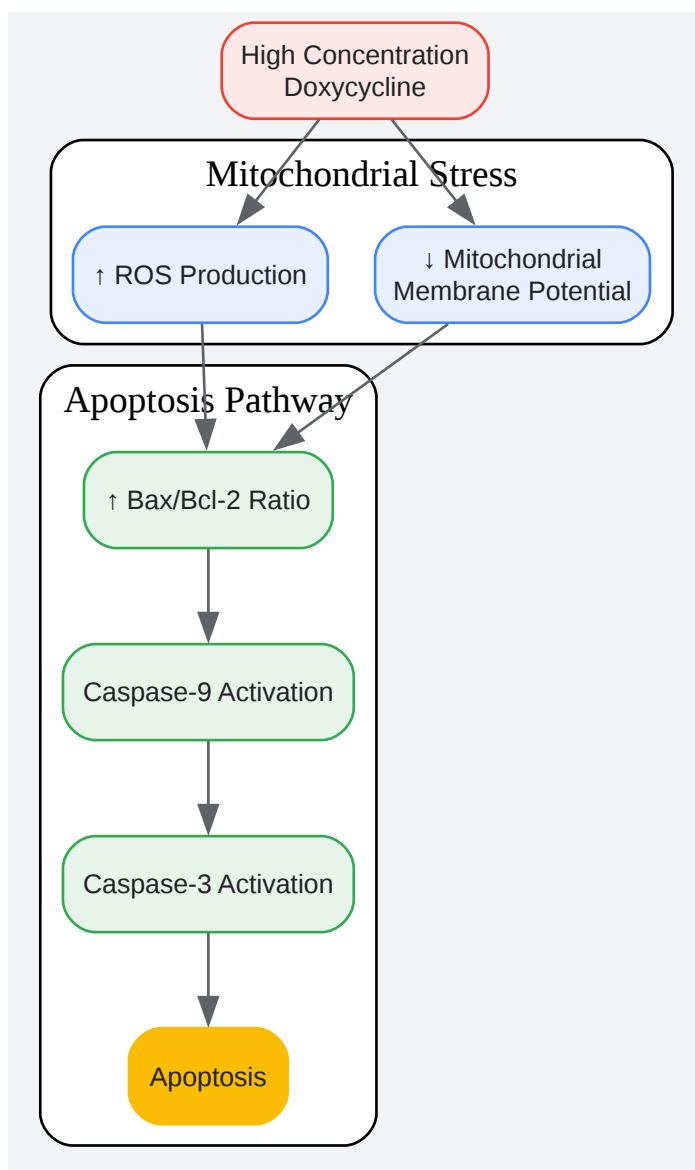 High Concentration
Doxycycline
Mitochondrial Stress
↑ ROS Production
↓ Mitochondrial
Membrane Potential
Apoptosis Pathway
↑ Bax/Bcl-2 Ratio
Caspase-9 Activation
Caspase-3 Activation
Apoptosis